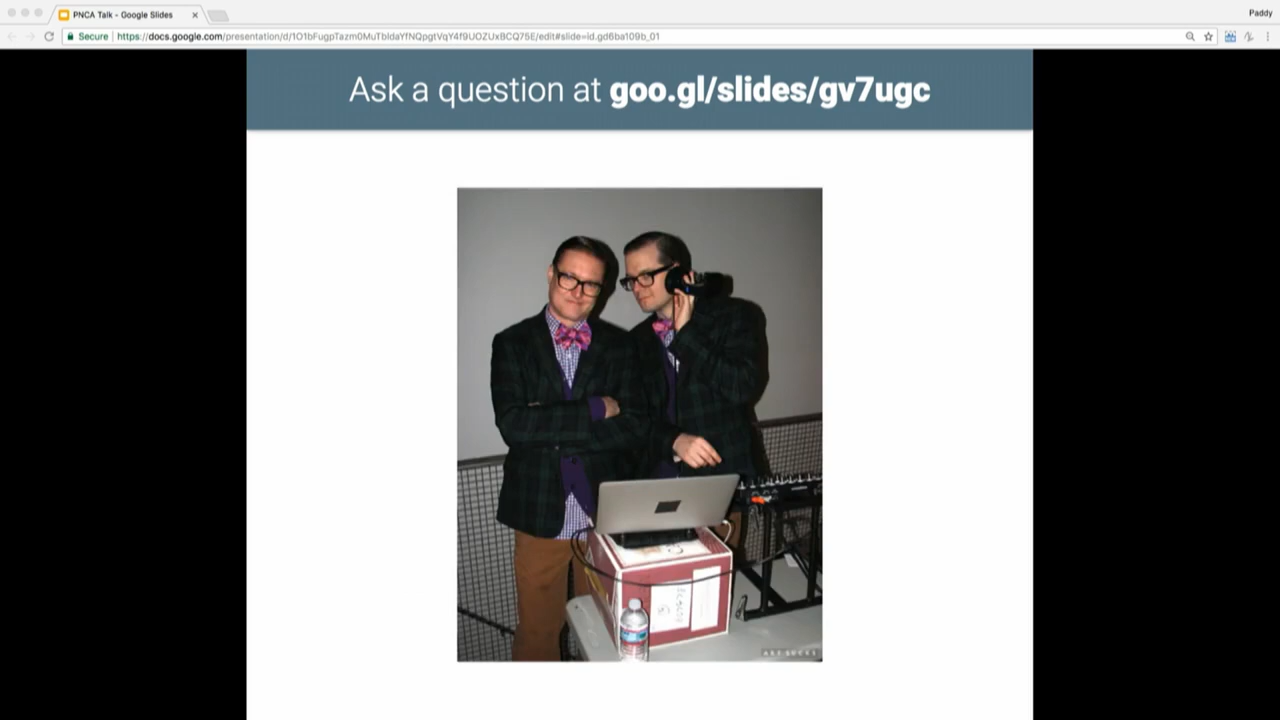 PNCA Talk - Google Slides
Paddy
Secure
https://docs.google.com/presentation/d/1O1bFugpTazm0MuTbldaYfNQpgtVqY4f9UOZUxBCQ75E/edit#slide=id.gd6ba109b_01
Ask a question at goo.gl/slides/gv7ugc
ART SUCKS